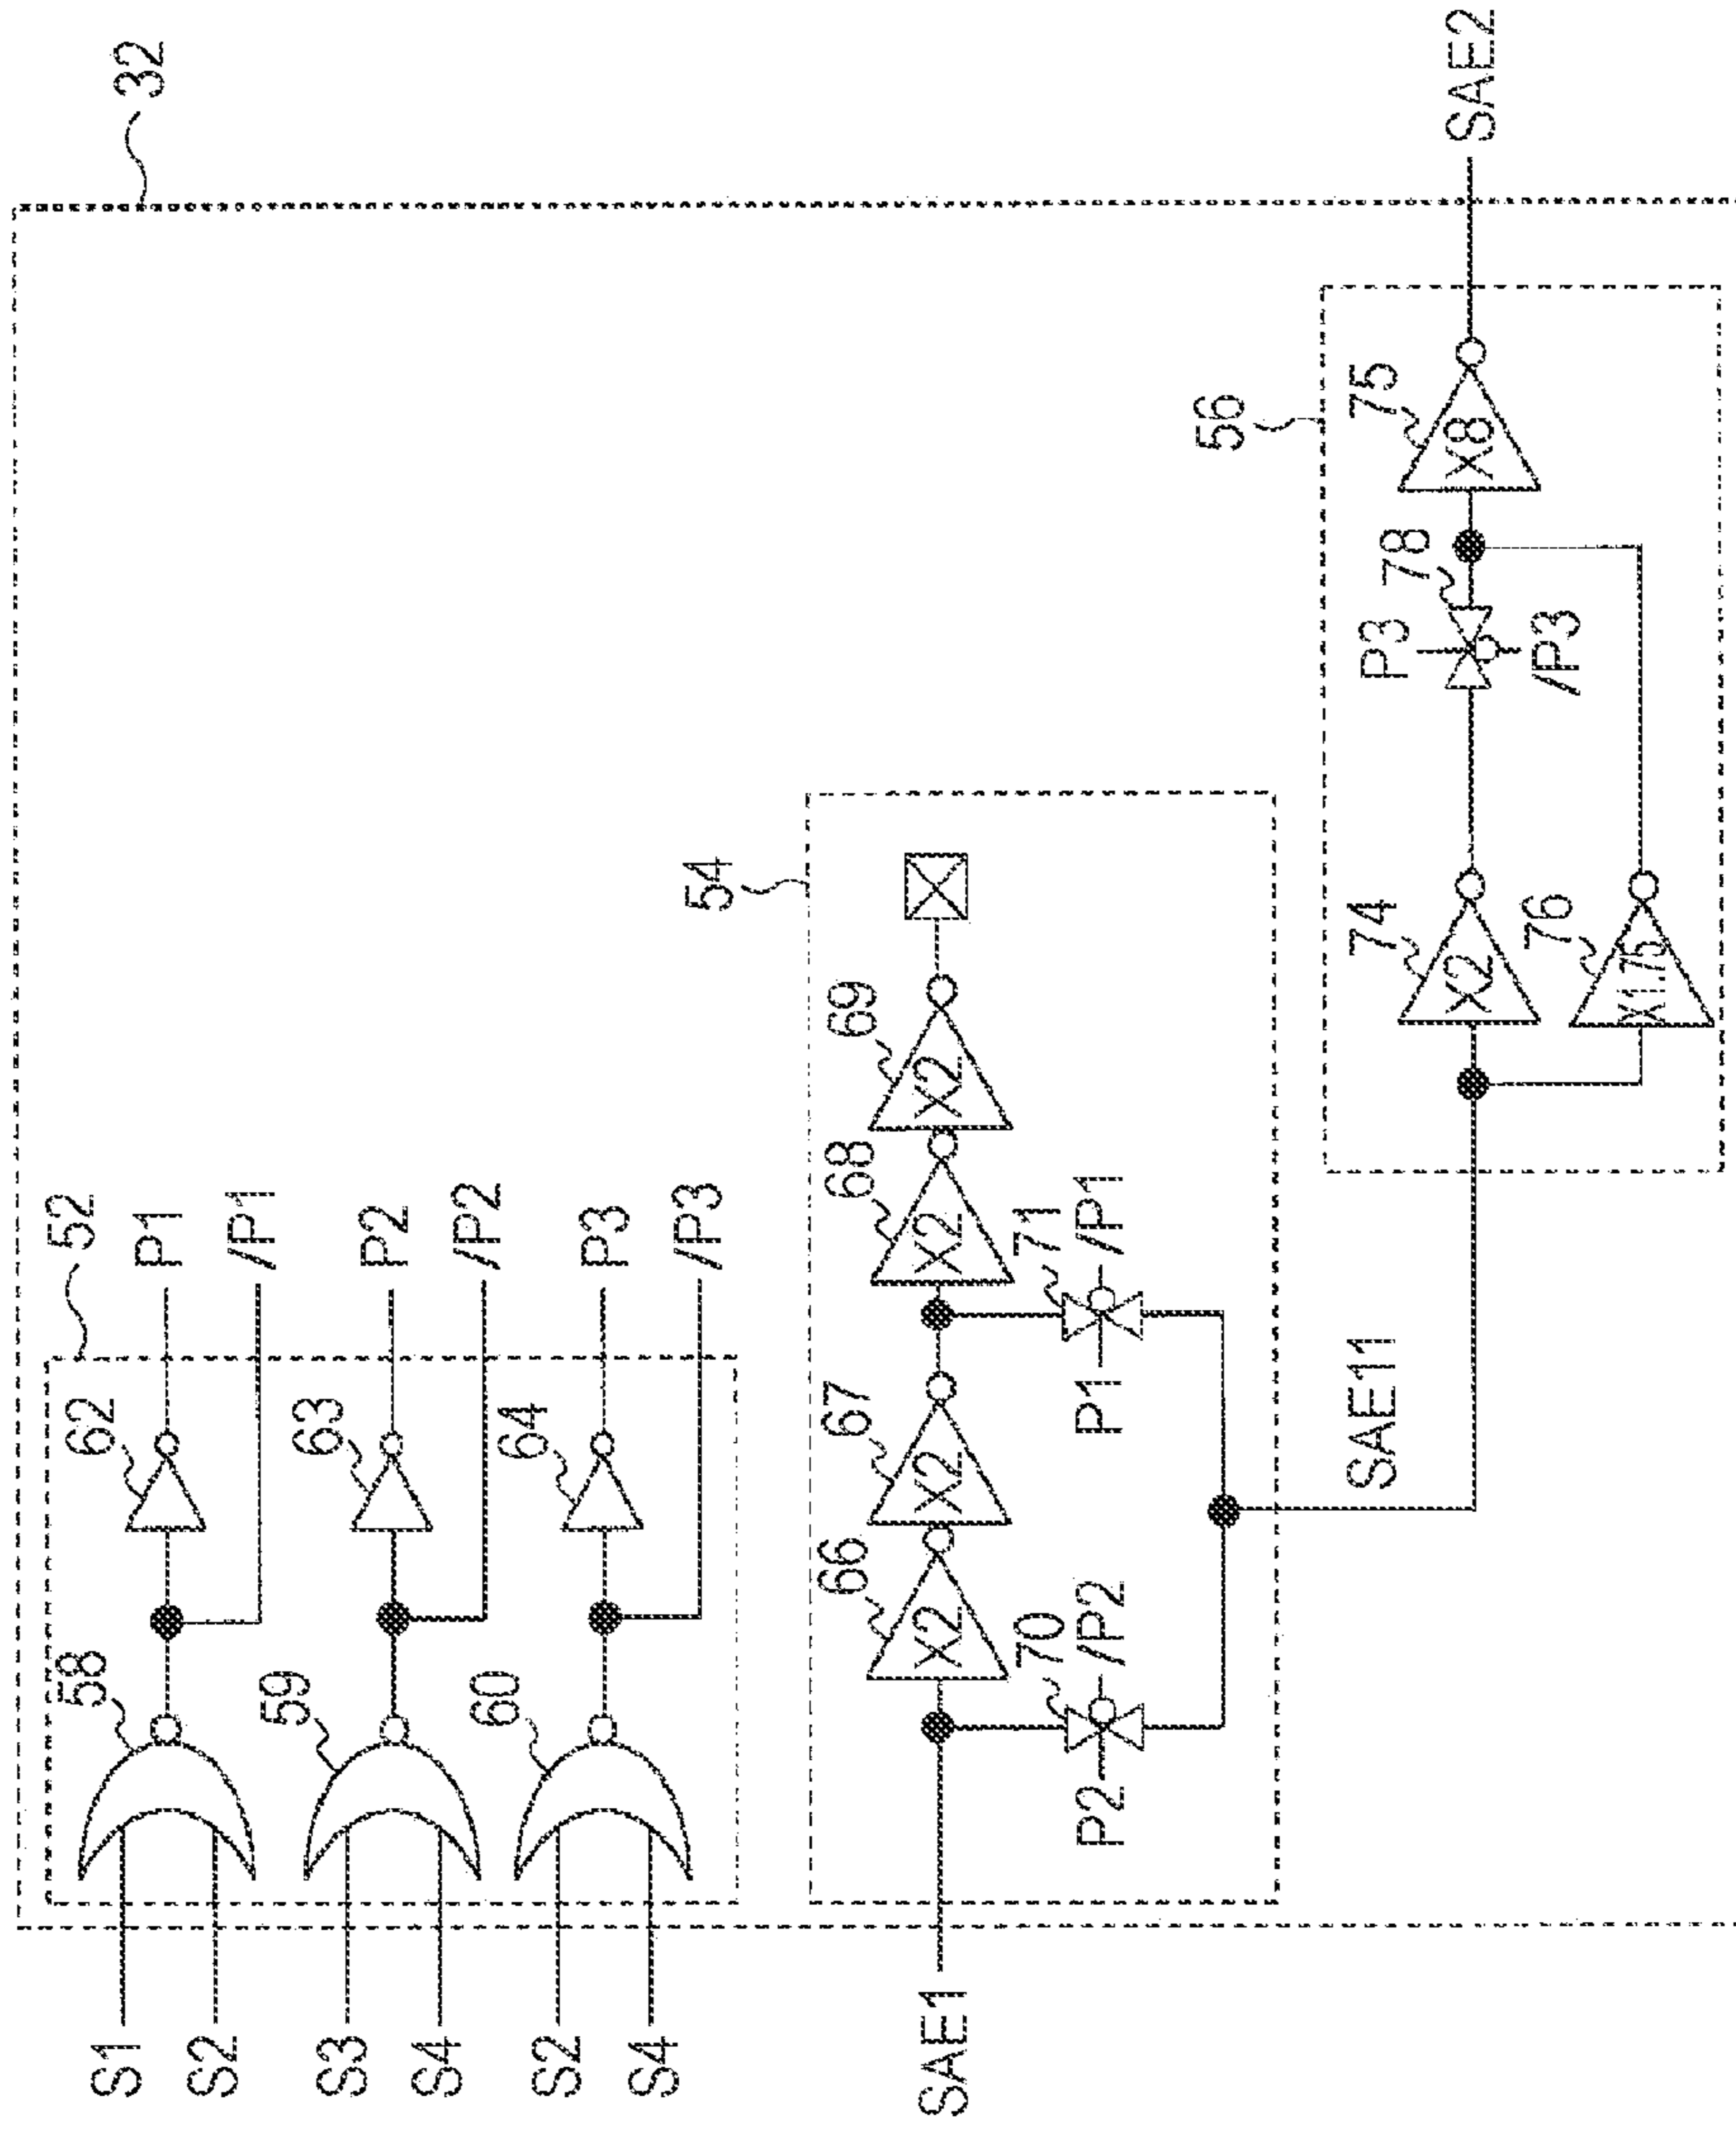 32
52
S1
S2
58
62
P1
/P1
S3
S4
59
63
P2
/P2
S2
S4
60
64
P3
/P3
54
SAE1
66
X2
67
X2
68
X2
69
X2
70
P2
/P2
71
P1
/P1
SAE11
56
74
X2
76
X1.75
P3
78
/P3
75
X8
SAE2